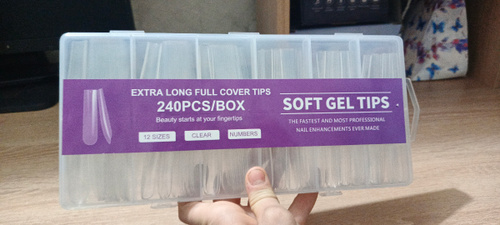 EXTRA LONG FULL COVER TIPS
240PCS/BOX
Beauty starts at your fingertips
12 SIZES CLEAR NUMBERS
SOFT GEL TIPS
THE FASTEST AND MOST PROFESSIONAL
NAIL ENHANCEMENTS EVER MADE